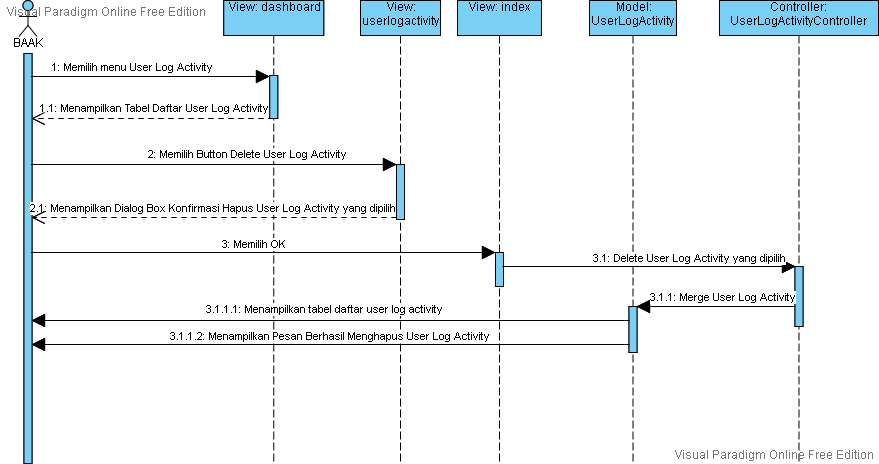 Visual Paradigm Online Free Edition
BAAK
View: dashboard
View:
userlogactivity
View: index
Model:
UserLogActivity
Controller:
UserLogActivityController
1: Memilih menu User Log Activity
1.1: Menampilkan Tabel Daftar User Log Activity
2: Memilih Button Delete User Log Activity
2.1: Menampilkan Dialog Box Konfirmasi Hapus User Log Activity yang dipilih
3: Memilih OK
3.1: Delete User Log Activity yang dipilih
3.1.1: Merge User Log Activity
3.1.1.1: Menampilkan tabel daftar user log activity
3.1.1.2: Menampilkan Pesan Berhasil Menghapus User Log Activity
Visual Paradigm Online Free Edition